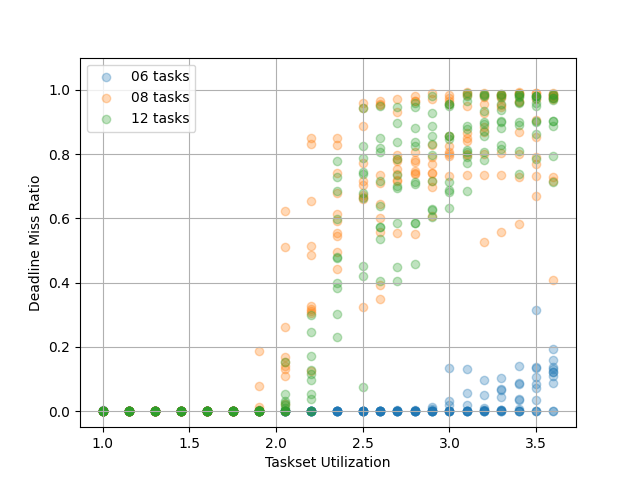 06 tasks
08 tasks
12 tasks
Deadline Miss Ratio
1.0
0.8
0.6
0.4
0.2
0.0
1.0 1.5 2.0 2.5 3.0 3.5
Taskset Utilization